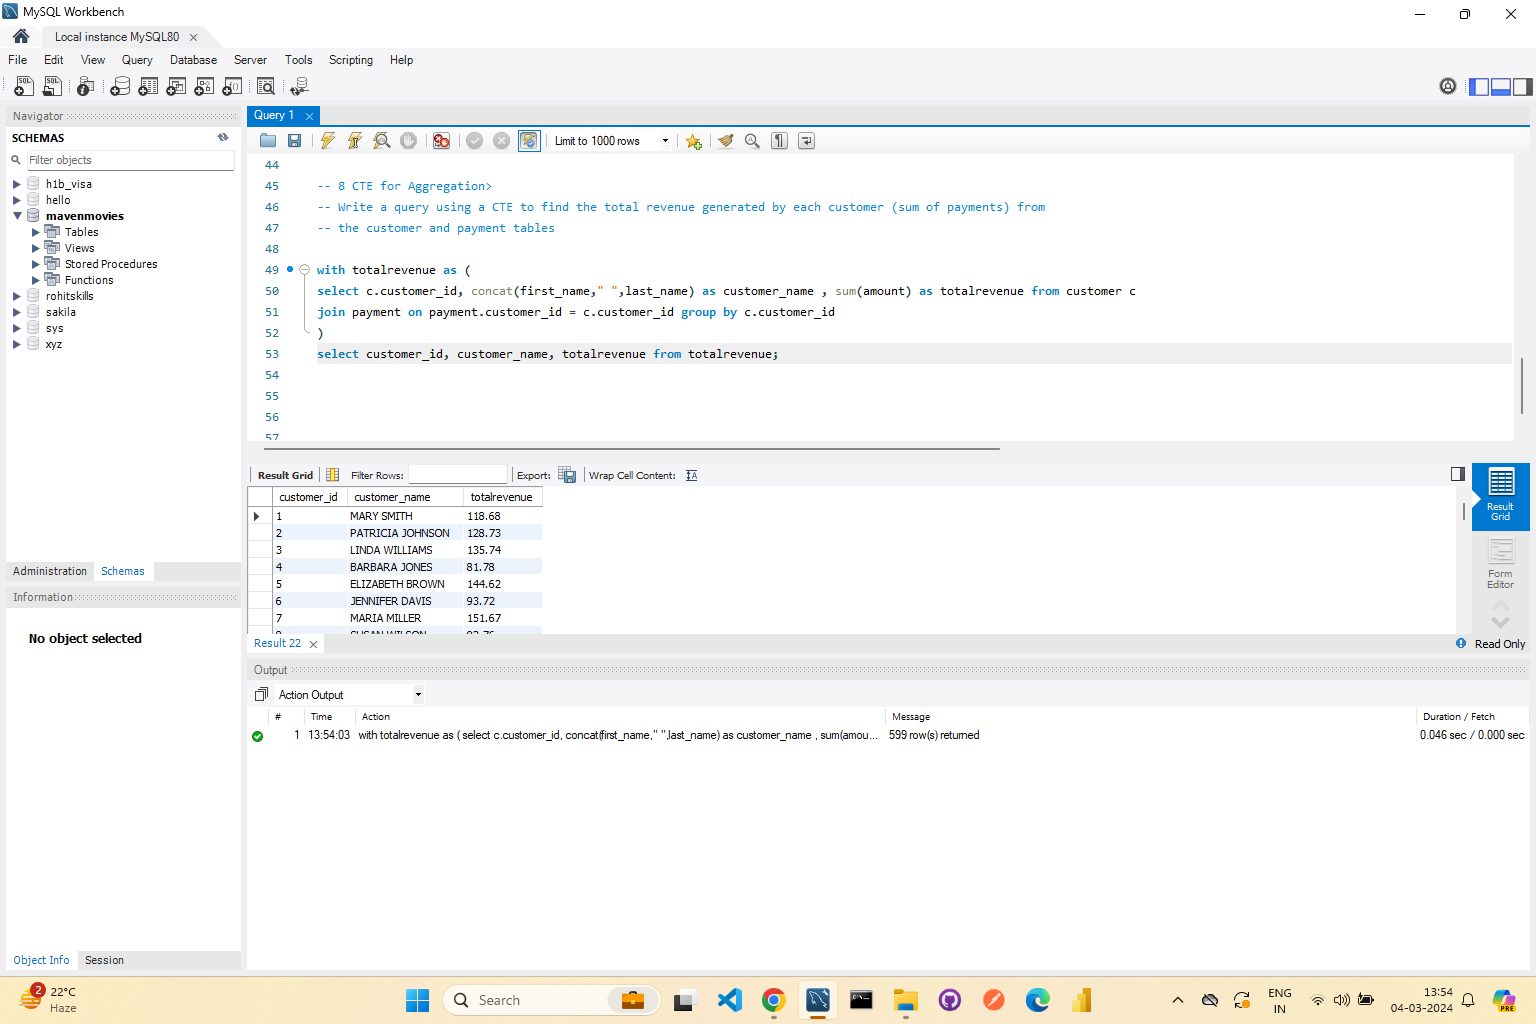 MySQL Workbench
Local instance MySQL80
File Edit View Query Database Server Tools Scripting Help
Navigator
SCHEMAS
Filter objects
h1b_visa
hello
mavenmovies
Tables
Views
Stored Procedures
Functions
rohitskills
sakila
sys
xyz
Administration Schemas
Information
No object selected
Object Info Session
Query 1
Limit to 1000 rows
44
45 -- 8 CTE for Aggregation>
46 -- Write a query using a CTE to find the total revenue generated by each customer (sum of payments) from
47 -- the customer and payment tables
48
49 with totalrevenue as (
50 select c.customer_id, concat(first_name," ",last_name) as customer_name , sum(amount) as totalrevenue from customer c
51 join payment on payment.customer_id = c.customer_id group by c.customer_id
52 )
53 select customer_id, customer_name, totalrevenue from totalrevenue;
54
55
56
57
Result Grid Filter Rows: Export: Wrap Cell Content:
customer_id customer_name totalrevenue
1 MARY SMITH 118.68
2 PATRICIA JOHNSON 128.73
3 LINDA WILLIAMS 135.74
4 BARBARA JONES 81.78
5 ELIZABETH BROWN 144.62
6 JENNIFER DAVIS 93.72
7 MARIA MILLER 151.67
Result
Grid
Form
Editor
Result 22
Read Only
Output
Action Output
# Time Action Message Duration / Fetch
1 13:54:03 with totalrevenue as ( select c.customer_id, concat(first_name," ",last_name) as customer_name , sum(amou... 599 row(s) returned 0.046 sec / 0.000 sec
2
22°C
Haze
Search
ENG
IN
13:54
04-03-2024
PRE